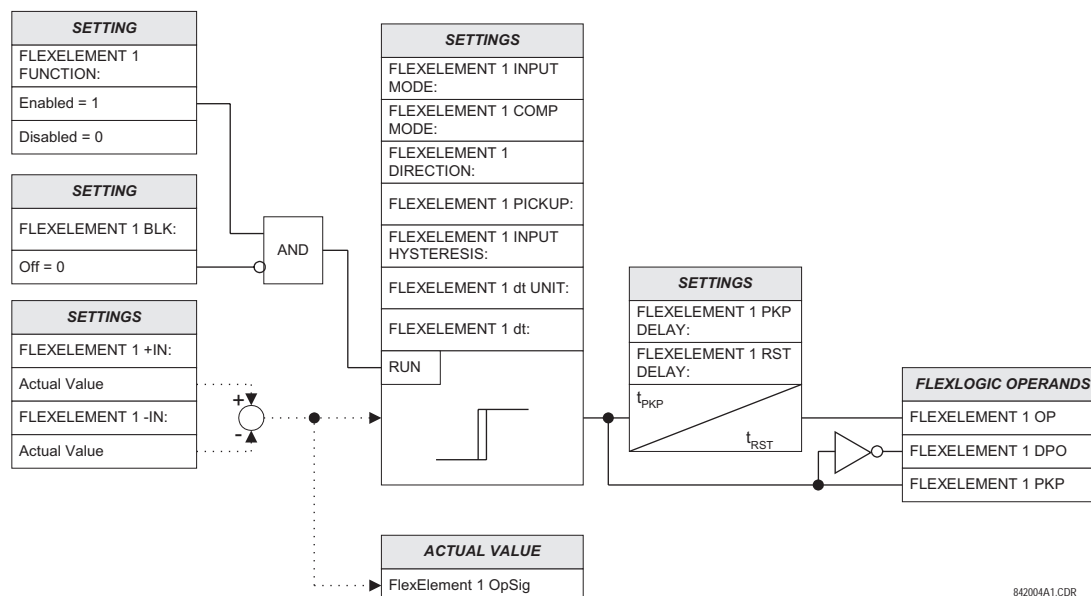 SETTING
FLEXELEMENT 1
FUNCTION:
Enabled = 1
Disabled = 0
SETTING
FLEXELEMENT 1 BLK:
Off = 0
SETTINGS
FLEXELEMENT 1 +IN:
Actual Value
FLEXELEMENT 1 -IN:
Actual Value
AND
+
-
SETTINGS
FLEXELEMENT 1 INPUT
MODE:
FLEXELEMENT 1 COMP
MODE:
FLEXELEMENT 1
DIRECTION:
FLEXELEMENT 1 PICKUP:
FLEXELEMENT 1 INPUT
HYSTERESIS:
FLEXELEMENT 1 dt UNIT:
FLEXELEMENT 1 dt:
RUN
SETTINGS
FLEXELEMENT 1 PKP
DELAY:
FLEXELEMENT 1 RST
DELAY:
tPKP
tRST
FLEXLOGIC OPERANDS
FLEXELEMENT 1 OP
FLEXELEMENT 1 DPO
FLEXELEMENT 1 PKP
ACTUAL VALUE
FlexElement 1 OpSig
842004A1.CDR